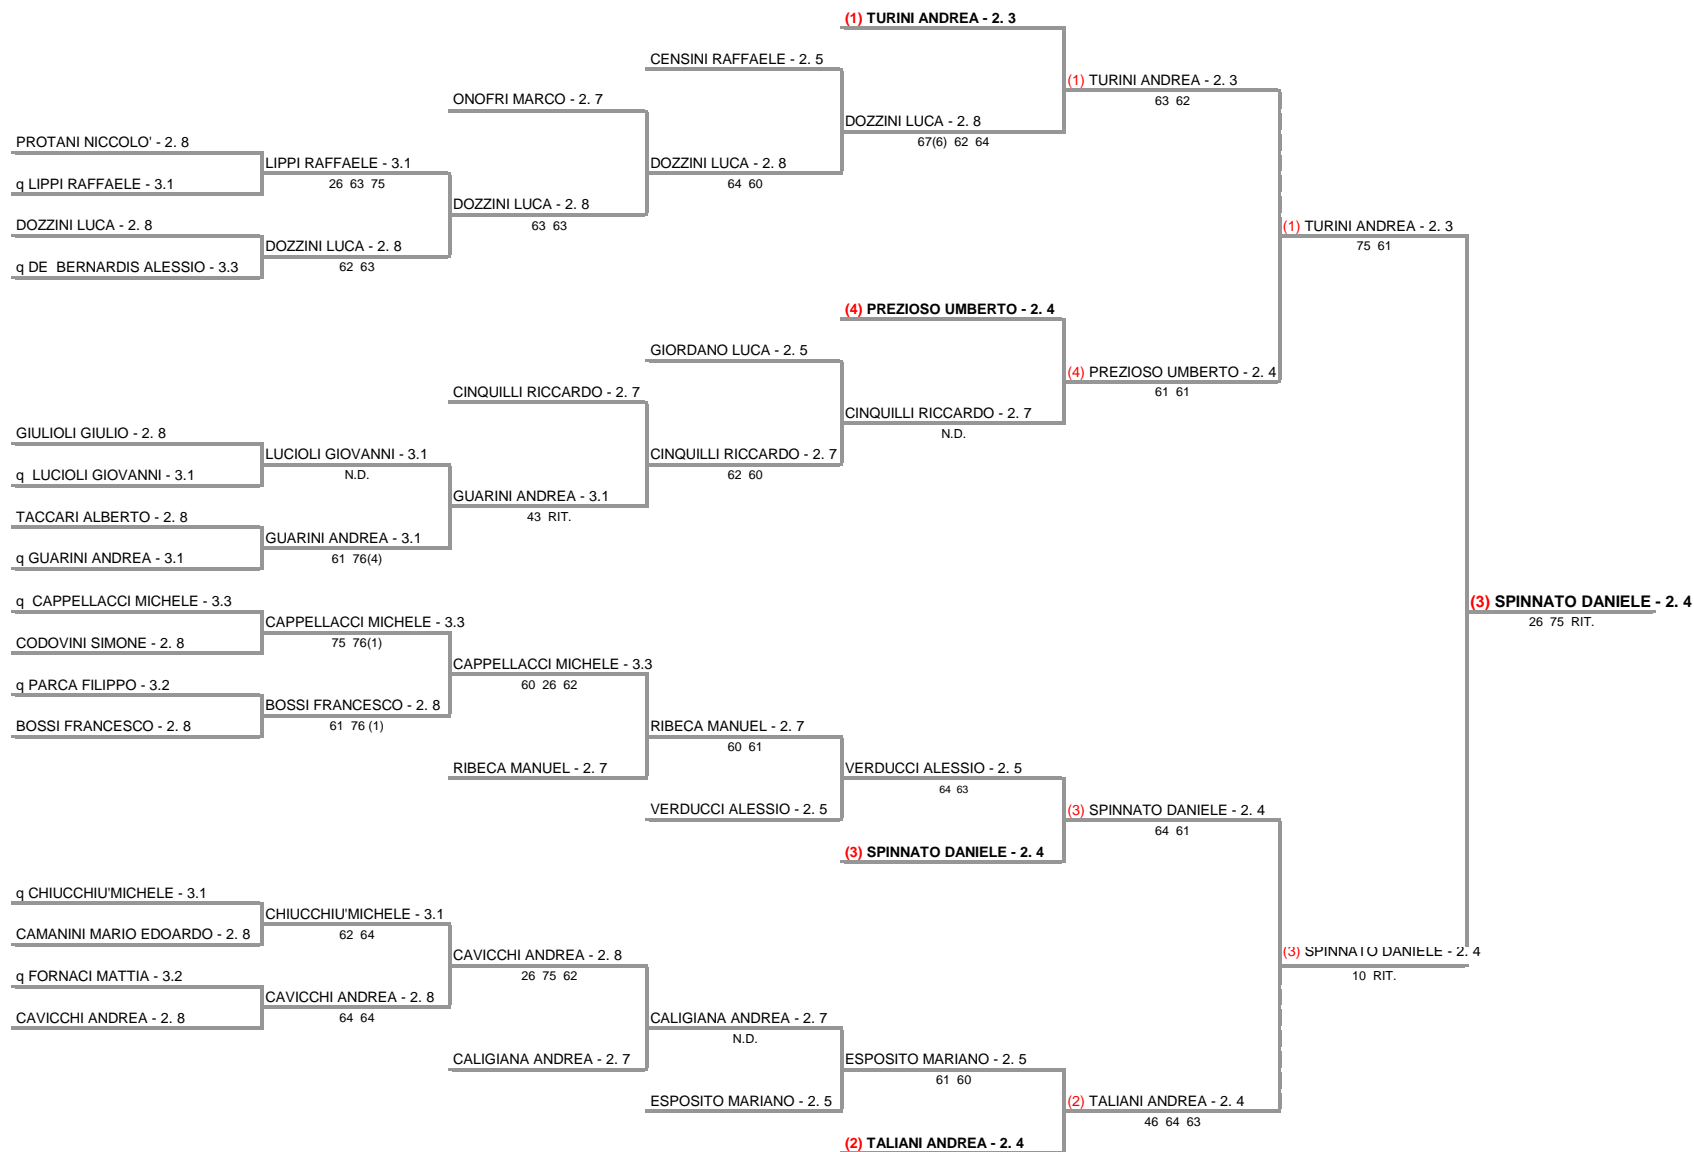 (1) TURINI ANDREA - 2. 3
CENSINI RAFFAELE - 2. 5
(1) TURINI ANDREA - 2. 3
63 62
ONOFRI MARCO - 2. 7
DOZZINI LUCA - 2. 8
67(6) 62 64
PROTANI NICCOLO' - 2. 8
LIPPI RAFFAELE - 3.1
26 63 75
DOZZINI LUCA - 2. 8
64 60
q LIPPI RAFFAELE - 3.1
DOZZINI LUCA - 2. 8
63 63
DOZZINI LUCA - 2. 8
(1) TURINI ANDREA - 2. 3
75 61
DOZZINI LUCA - 2. 8
62 63
q DE BERNARDIS ALESSIO - 3.3
(4) PREZIOSO UMBERTO - 2. 4
GIORDANO LUCA - 2. 5
(4) PREZIOSO UMBERTO - 2. 4
61 61
CINQUILLI RICCARDO - 2. 7
CINQUILLI RICCARDO - 2. 7
N.D.
GIULIOLI GIULIO - 2. 8
LUCIOLI GIOVANNI - 3.1
N.D.
CINQUILLI RICCARDO - 2. 7
62 60
q LUCIOLI GIOVANNI - 3.1
GUARINI ANDREA - 3.1
43 RIT.
TACCARI ALBERTO - 2. 8
GUARINI ANDREA - 3.1
61 76(4)
q GUARINI ANDREA - 3.1
q CAPPELLACCI MICHELE - 3.3
(3) SPINNATO DANIELE - 2. 4
26 75 RIT.
CAPPELLACCI MICHELE - 3.3
75 76(1)
CODOVINI SIMONE - 2. 8
CAPPELLACCI MICHELE - 3.3
60 26 62
q PARCA FILIPPO - 3.2
BOSSI FRANCESCO - 2. 8
61 76 (1)
BOSSI FRANCESCO - 2. 8
RIBECA MANUEL - 2. 7
60 61
RIBECA MANUEL - 2. 7
VERDUCCI ALESSIO - 2. 5
64 63
VERDUCCI ALESSIO - 2. 5
(3) SPINNATO DANIELE - 2. 4
64 61
(3) SPINNATO DANIELE - 2. 4
q CHIUCCHIU'MICHELE - 3.1
CHIUCCHIU'MICHELE - 3.1
62 64
CAMANINI MARIO EDOARDO - 2. 8
CAVICCHI ANDREA - 2. 8
26 75 62
(3) SPINNATO DANIELE - 2. 4
10 RIT.
q FORNACI MATTIA - 3.2
CAVICCHI ANDREA - 2. 8
64 64
CAVICCHI ANDREA - 2. 8
CALIGIANA ANDREA - 2. 7
N.D.
CALIGIANA ANDREA - 2. 7
ESPOSITO MARIANO - 2. 5
61 60
ESPOSITO MARIANO - 2. 5
(2) TALIANI ANDREA - 2. 4
46 64 63
(2) TALIANI ANDREA - 2. 4